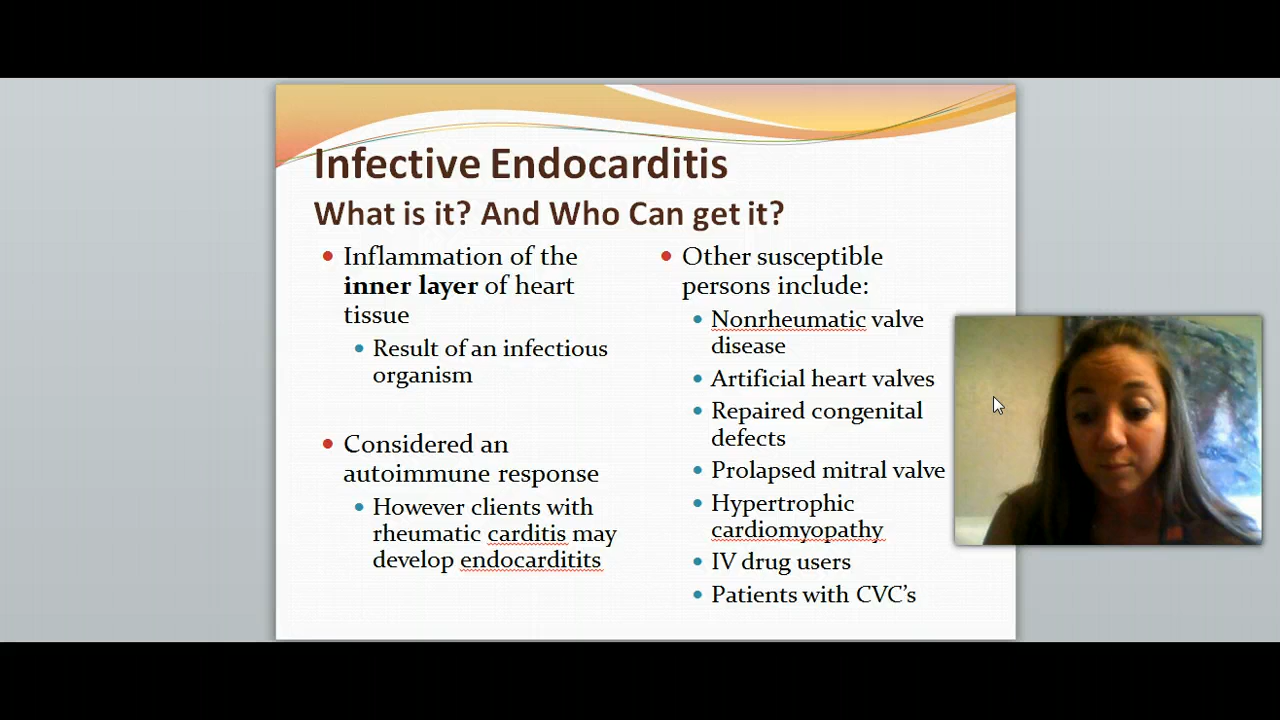 Infective Endocarditis
What is it? And Who Can get it?
Inflammation of the
inner layer of heart
tissue
Result of an infectious
organism
Considered an
autoimmune response
However clients with
rheumatic carditis may
develop endocarditits
Other susceptible
persons include:
Nonrheumatic valve
disease
Artificial heart valves
Repaired congenital
defects
Prolapsed mitral valve
Hypertrophic
cardiomyopathy
IV drug users
Patients with CVC’s